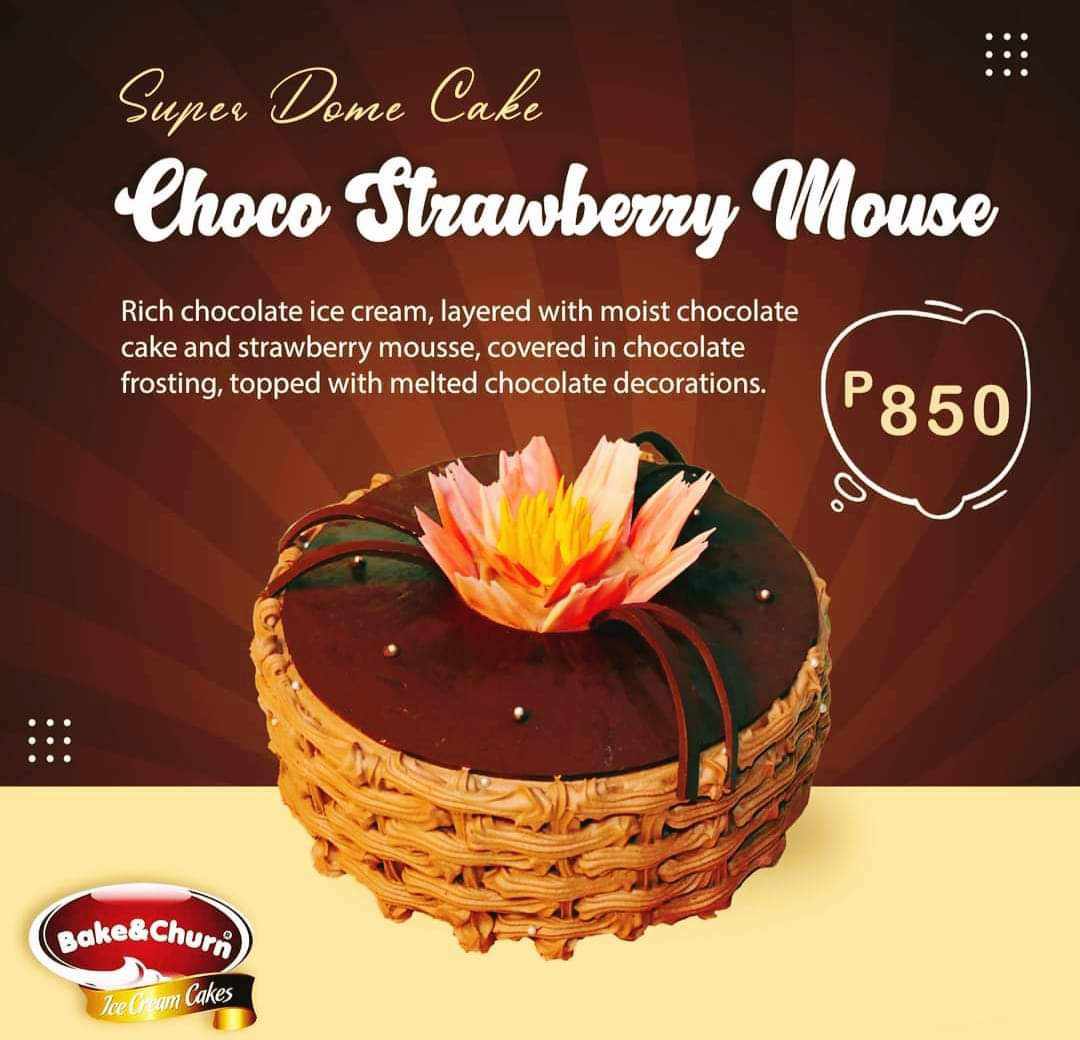 Super Dome Cake
Choco Strawberry Mouse
Rich chocolate ice cream, layered with moist chocolate
cake and strawberry mousse, covered in chocolate
frosting, topped with melted chocolate decorations.
P850
Bake&Churn
Ice Cream Cakes